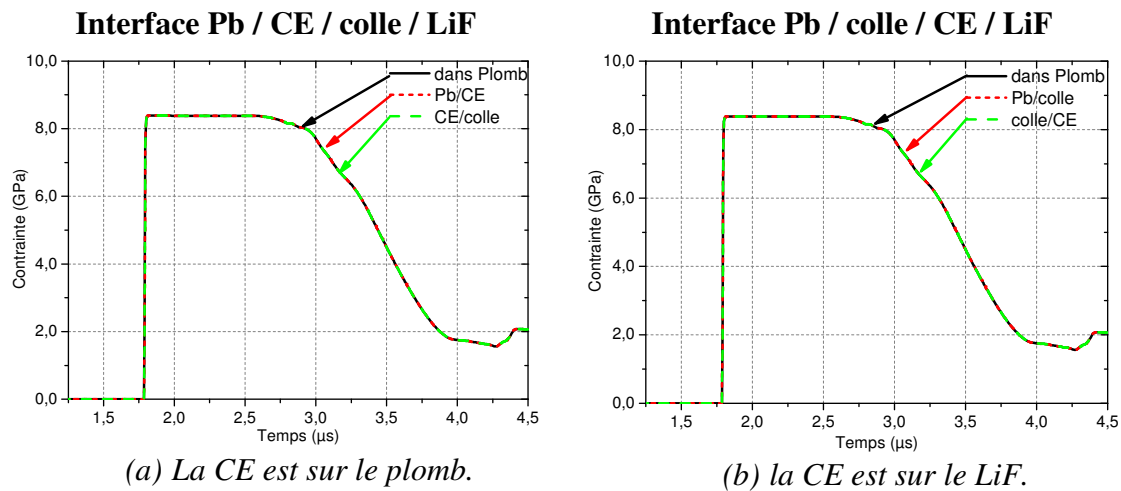 Interface Pb / CE / colle / LiF
10,0
8,0
6,0
4,0
2,0
0,0
Contrainte (GPa)
dans Plomb
Pb/CE
CE/colle
1,5 2,0 2,5 3,0 3,5 4,0 4,5
Temps (µs)
(a) La CE est sur le plomb.
Interface Pb / colle / CE / LiF
10,0
8,0
6,0
4,0
2,0
0,0
Contrainte (GPa)
dans Plomb
Pb/colle
colle/CE
1,5 2,0 2,5 3,0 3,5 4,0 4,5
Temps (µs)
(b) la CE est sur le LiF.